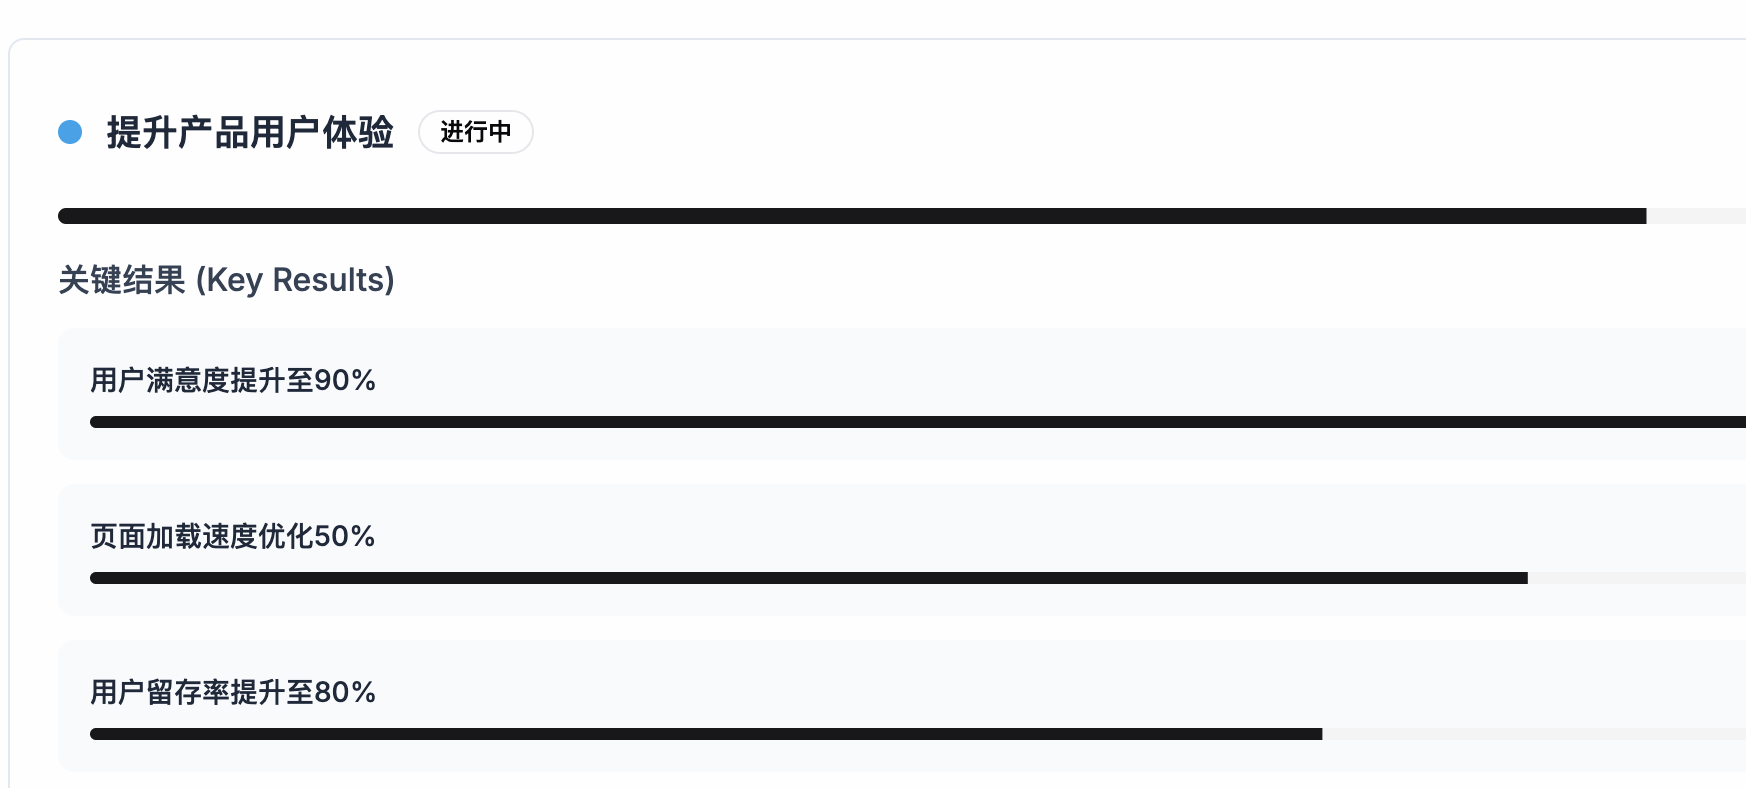 提升产品用户体验 进行中
关键结果 (Key Results)
用户满意度提升至90%
页面加载速度优化50%
用户留存率提升至80%